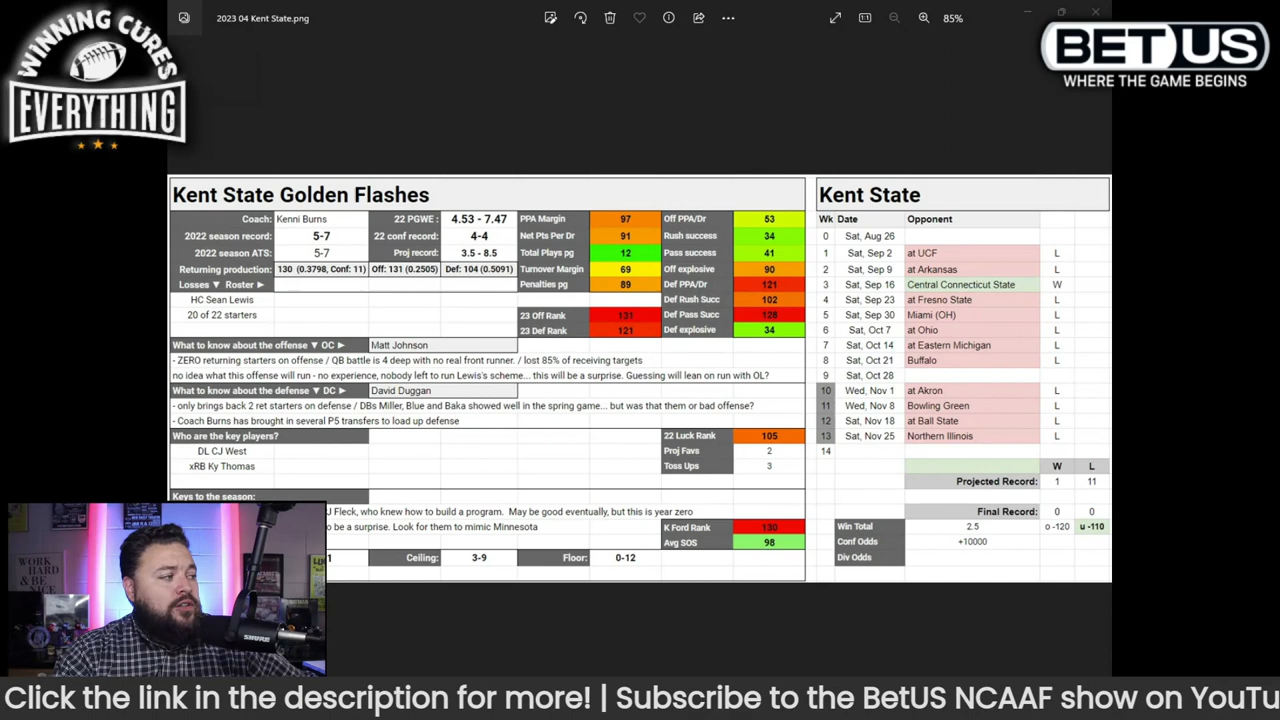 2023 04 Kent State.png
85%
WINNING CURES
EVERYTHING
BETUS
WHERE THE GAME BEGINS
Kent State Golden Flashes
Coach: Kenni Burns 22 PGWE : 4.53 - 7.47 PPA Margin 97 Off PPA/Dr 53
2022 season record: 5-7 22 conf record: 4-4 Net Pts Per Dr 91 Rush success 34
2022 season ATS: 5-7 Proj record: 3.5 - 8.5 Total Plays pg 12 Pass success 41
Returning production: 130 (0.3798, Conf: 11) Off: 131 (0.2505) Def: 104 (0.5091) Turnover Margin 69 Off explosive 90
Losses ▼ Roster ► Penalties pg 89 Def PPA/Dr 121
HC Sean Lewis Def Rush Succ 102
20 of 22 starters 23 Off Rank 131 Def Pass Succ 128
23 Def Rank 121 Def explosive 34
What to know about the offense ▼ OC ► Matt Johnson
- ZERO returning starters on offense / QB battle is 4 deep with no real front runner. / lost 85% of receiving targets
no idea what this offense will run - no experience, nobody left to run Lewis's scheme... this will be a surprise. Guessing will lean on run with OL?
What to know about the defense ▼ DC ► David Duggan
- only brings back 2 ret starters on defense / DBs Miller, Blue and Baka showed well in the spring game... but was that them or bad offense?
- Coach Burns has brought in several P5 transfers to load up defense
Who are the key players? 22 Luck Rank 105
DL CJ West Proj Favs 2
xRB Ky Thomas Toss Ups 3
Keys to the season:
J Fleck, who knew how to build a program. May be good eventually, but this is year zero
o be a surprise. Look for them to mimic Minnesota K Ford Rank 130
Avg SOS 98
1 Ceiling: 3-9 Floor: 0-12
Kent State
Wk Date Opponent
0 Sat, Aug 26
1 Sat, Sep 2 at UCF L
2 Sat, Sep 9 at Arkansas L
3 Sat, Sep 16 Central Connecticut State W
4 Sat, Sep 23 at Fresno State L
5 Sat, Sep 30 Miami (OH) L
6 Sat, Oct 7 at Ohio L
7 Sat, Oct 14 at Eastern Michigan L
8 Sat, Oct 21 Buffalo L
9 Sat, Oct 28
10 Wed, Nov 1 at Akron L
11 Wed, Nov 8 Bowling Green L
12 Sat, Nov 18 at Ball State L
13 Sat, Nov 25 Northern Illinois L
14
W L
Projected Record: 1 11
Final Record: 0 0
Win Total 2.5 o -120 u -110
Conf Odds +10000
Div Odds
WORK
HARD
& BE
NICE
SHURE
Click the link in the description for more! | Subscribe to the BetUS NCAAF show on YouTu